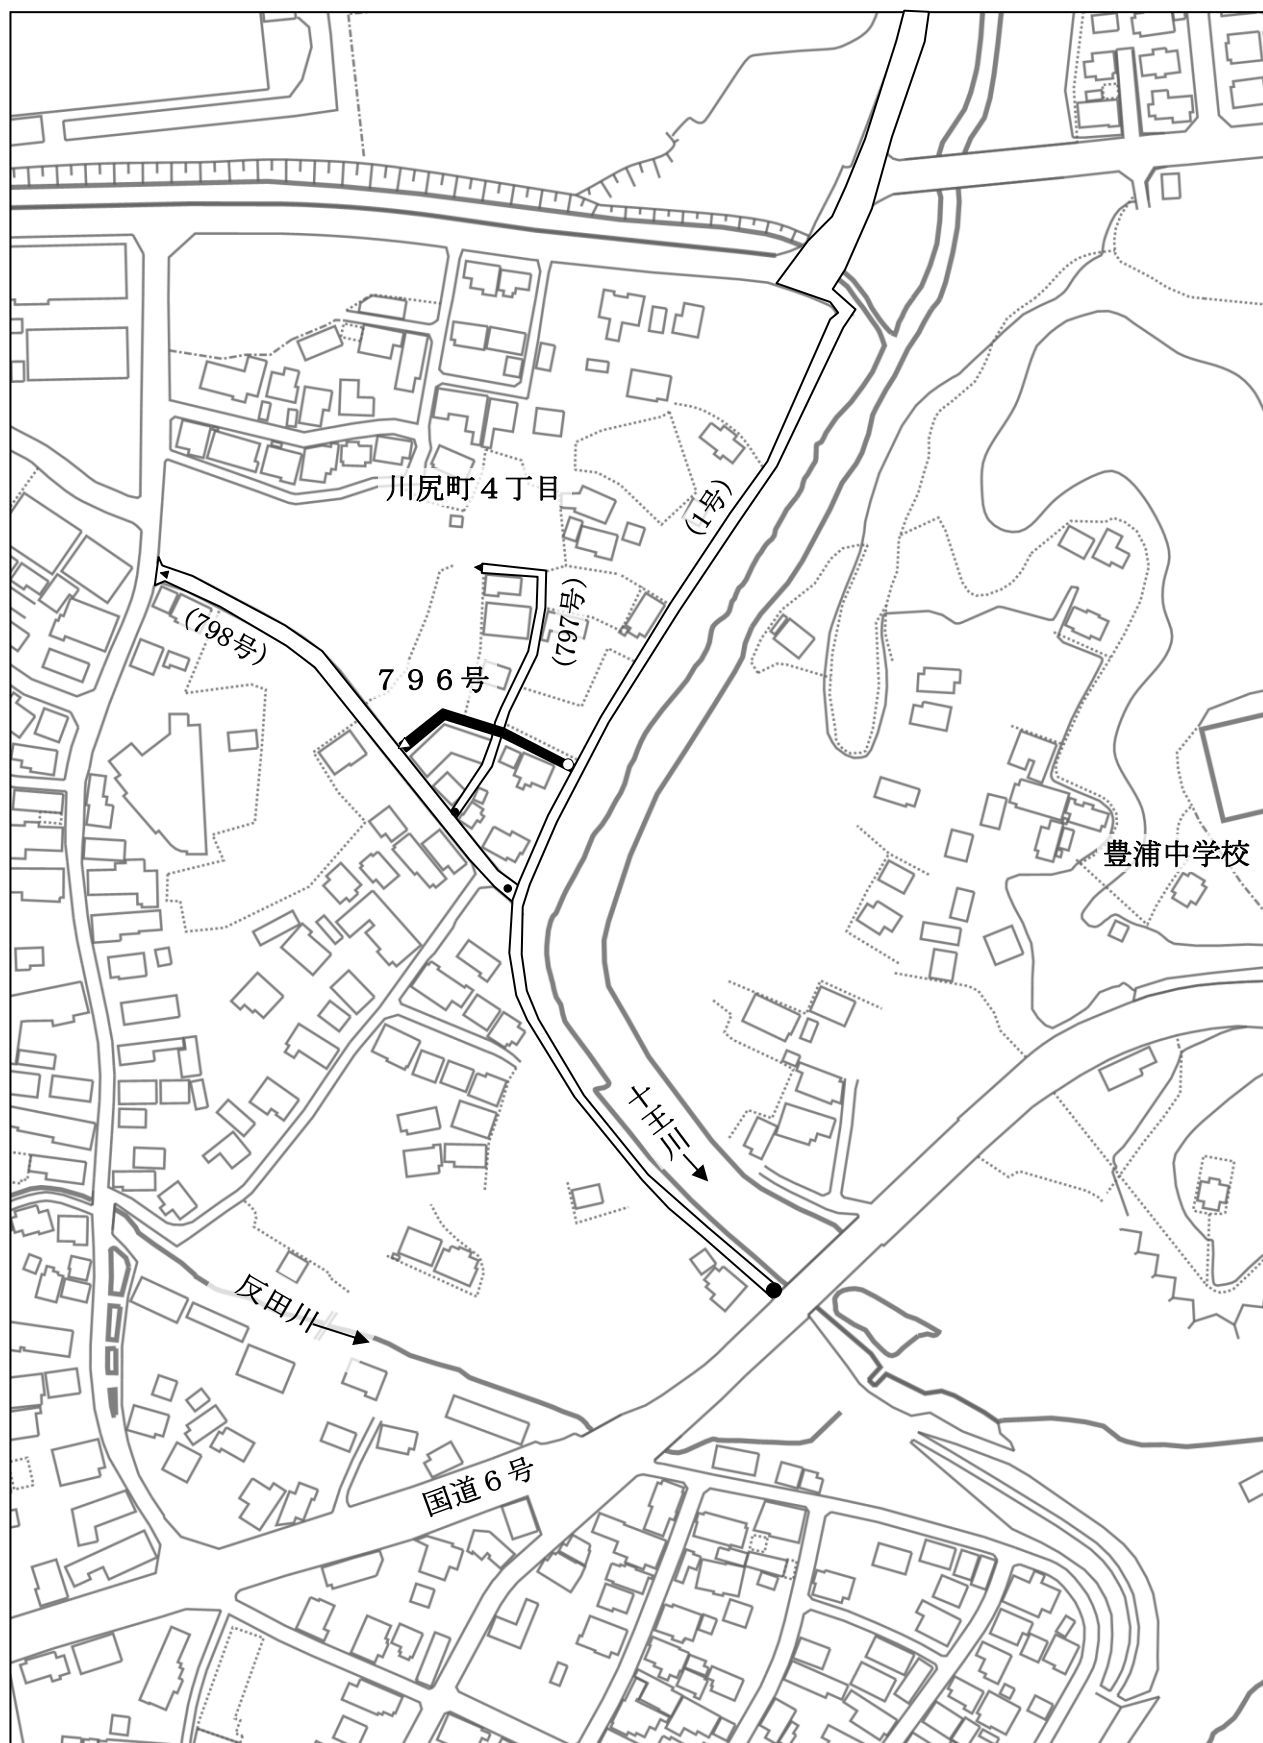 川尻町４丁目
(1号)
(797号)
(798号)
７９６号
豊浦中学校
十王川
反田川
国道６号